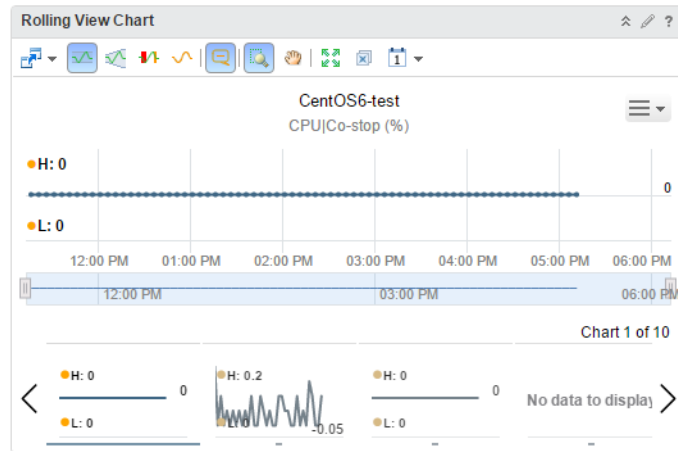 Rolling View Chart ?
1
CentOS6-test
CPU|Co-stop (%)
H: 0
0
L: 0
12:00 PM 01:00 PM 02:00 PM 03:00 PM 04:00 PM 05:00 PM 06:00 PM
12:00 PM 03:00 PM 06:00 PM
Chart 1 of 10
H: 0 H: 0.2 H: 0
0 0 No data to display
L: 0 L: 0 -0.05 L: 0